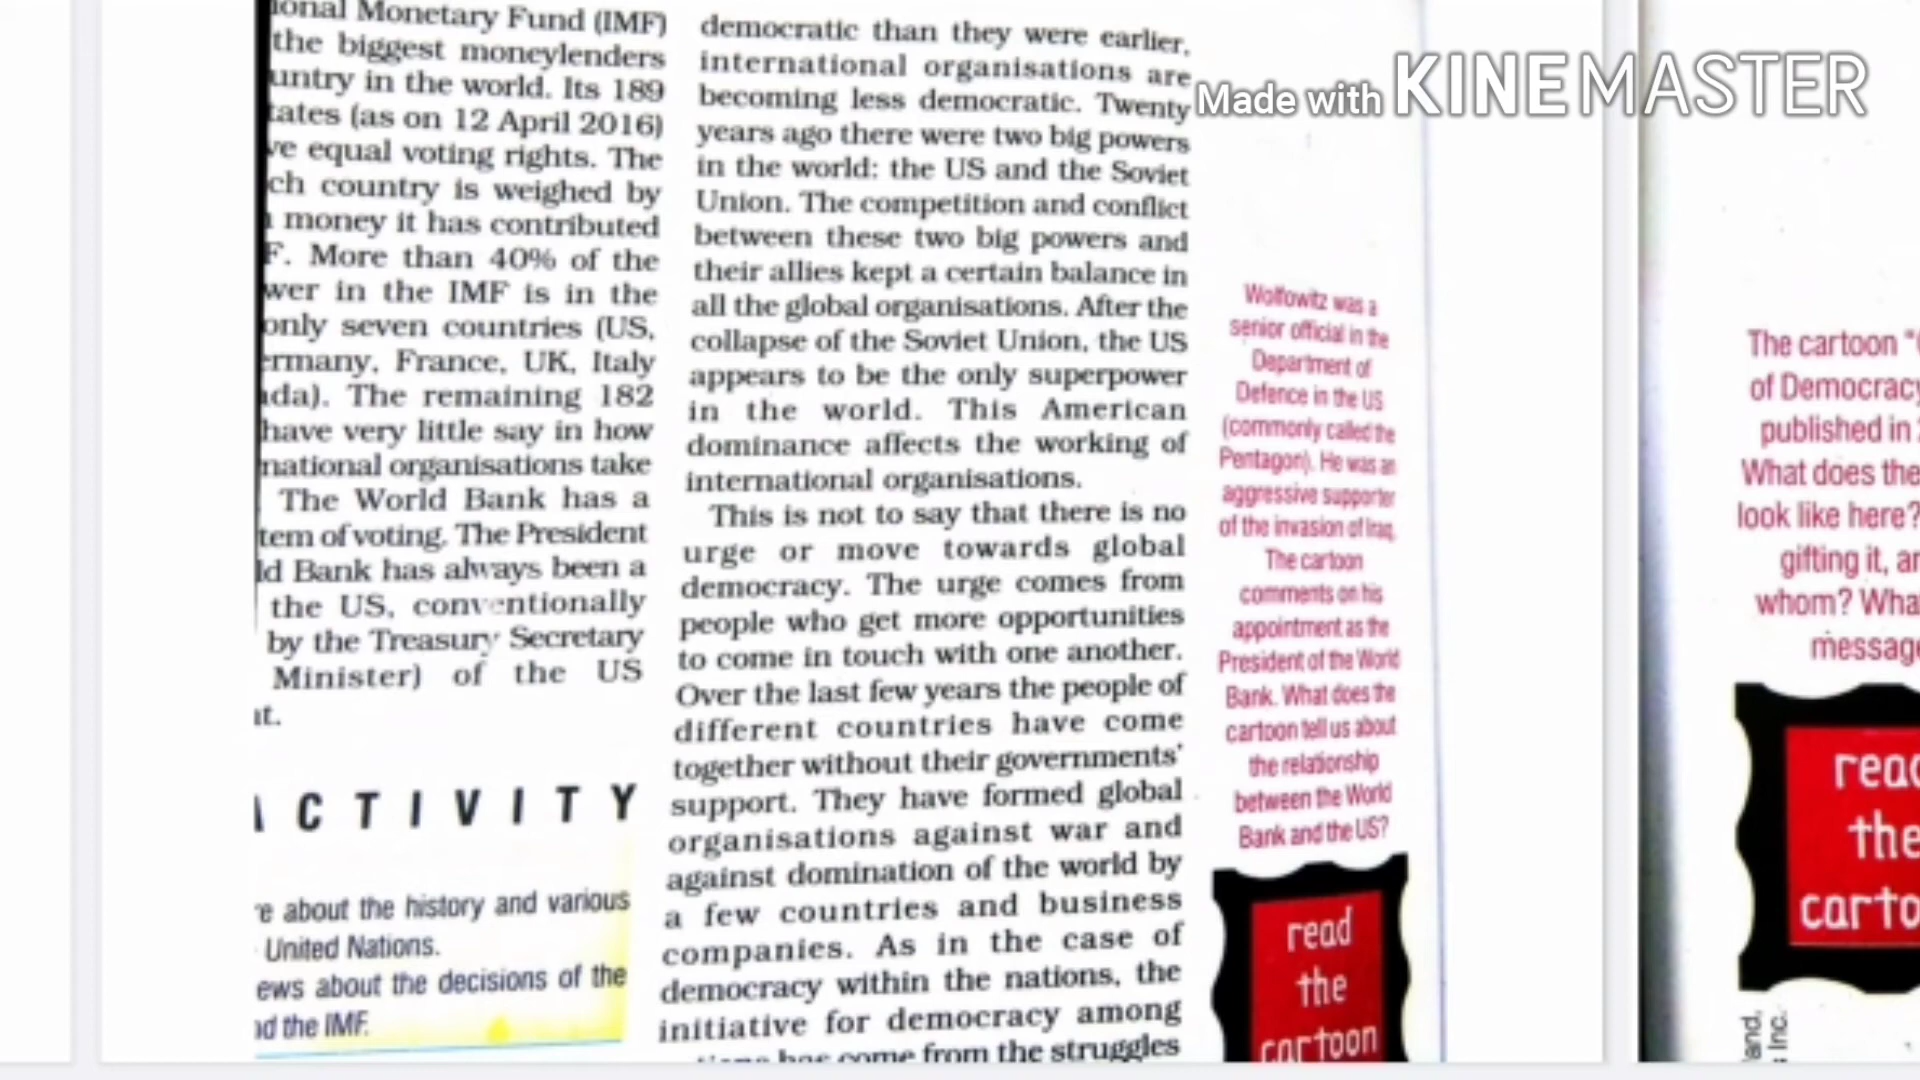 ional Monetary Fund (IMF)
the biggest moneylenders
untry in the world. Its 189
tates (as on 12 April 2016)
ve equal voting rights. The
ch country is weighed by
money it has contributed
F. More than 40% of the
wer in the IMF is in the
only seven countries (US,
ermany, France, UK, Italy
ada). The remaining 182
have very little say in how
national organisations take
The World Bank has a
tem of voting. The President
ld Bank has always been a
the US, conventionally
by the Treasury Secretary
Minister) of the US
nt.
ACTIVITY
re about the history and various
United Nations.
ews about the decisions of the
nd the IMF.
democratic than they were earlier,
international organisations are
becoming less democratic. Twenty
years ago there were two big powers
in the world: the US and the Soviet
Union. The competition and conflict
between these two big powers and
their allies kept a certain balance in
all the global organisations. After the
collapse of the Soviet Union, the US
appears to be the only superpower
in the world. This American
dominance affects the working of
international organisations.
This is not to say that there is no
urge or move towards global
democracy. The urge comes from
people who get more opportunities
to come in touch with one another.
Over the last few years the people of
different countries have come
together without their governments'
support. They have formed global
organisations against war and
against domination of the world by
a few countries and business
companies. As in the case of
democracy within the nations, the
initiative for democracy among
has come from the struggles
Made with KINEMASTER
Wolfowitz was a
senior official in the
Department of
Defence in the US
(commonly called the
Pentagon). He was an
aggressive supporter
of the invasion of Iraq.
The cartoon
comments on his
appointment as the
President of the World
Bank. What does the
cartoon tell us about
the relationship
between the World
Bank and the US?
read
the
cartoon
The cartoon "
of Democracy
published in
What does the
look like here?
gifting it, an
whom? Wha
message
read
the
carto
and,
Inc.